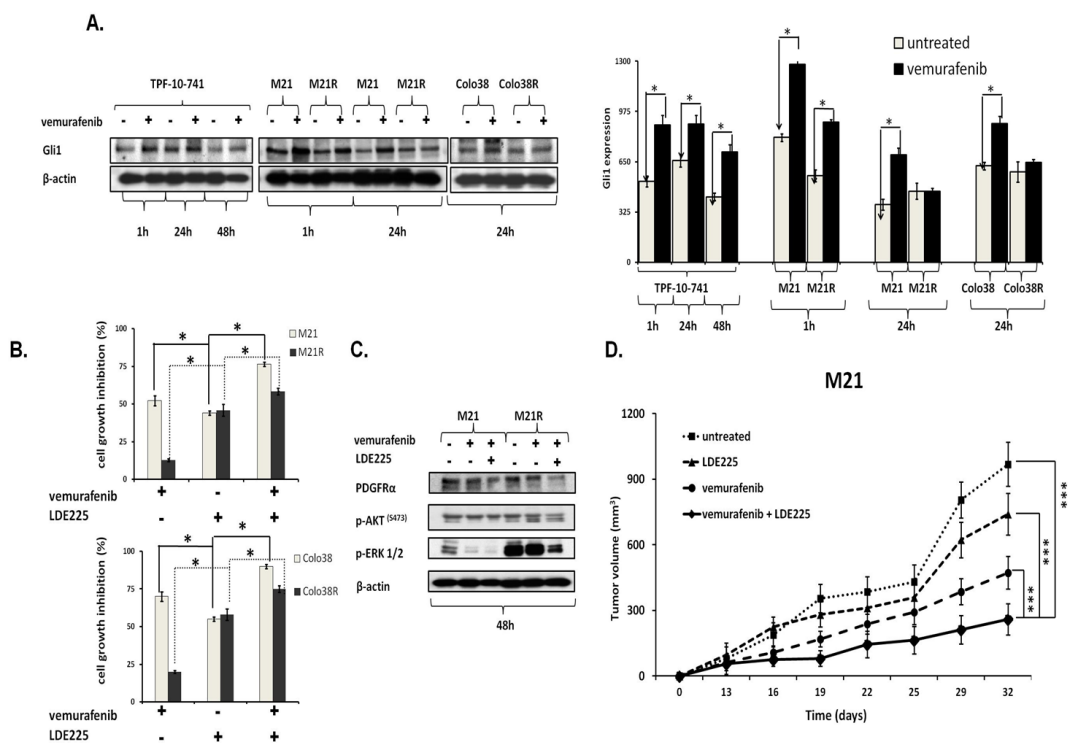 A.
TPF-10-741 M21 M21R M21 M21R Colo38 Colo38R
vemurafenib - + - + - + - + - + - + - + - + - +
Gli1
β-actin
1h 24h 48h 1h 24h 24h
untreated
vemurafenib
Gli1 expression
1300
975
650
325
0
* * * * * * *
TPF-10-741 M21 M21R M21 M21R Colo38 Colo38R
1h 24h 48h 1h 24h 24h
B.
cell growth inhibition (%)
100
75
50
25
0
* * * *
M21
M21R
vemurafenib + - +
LDE225 - + +
cell growth inhibition (%)
100
75
50
25
0
* * * *
Colo38
Colo38R
vemurafenib + - +
LDE225 - + +
C.
M21 M21R
vemurafenib - + + - + +
LDE225 + +
PDGFRα
p-AKT (S473)
p-ERK 1/2
β-actin
48h
D.
M21
Tumor volume (mm³)
1200
900
600
300
0
untreated
LDE225
vemurafenib
vemurafenib + LDE225
*** *** ***
0 13 16 19 22 25 29 32
Time (days)